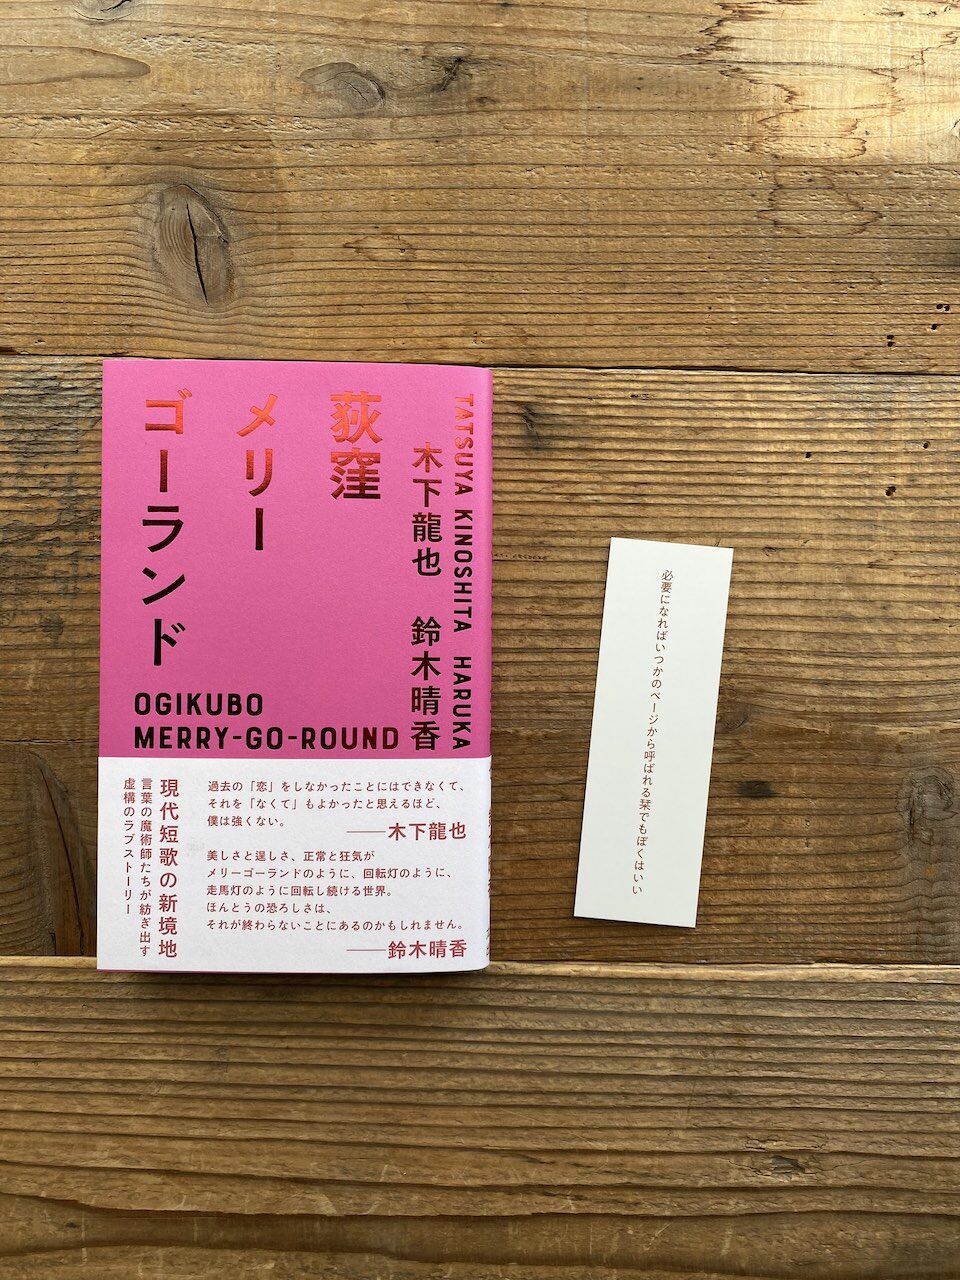 TATSUYA KINOSHITA HARUKA
木下龍也 鈴木晴香
荻窪
メリー
ゴーランド
OGIKUBO
MERRY-GO-ROUND
過去の「恋」をしなかったことにはできなくて、
それを「なくて」もよかったと思えるほど、
僕は強くない。
——木下龍也
美しさと逞しさ、正常と狂気が
メリーゴーランドのように、回転灯のように、
走馬灯のように回転し続ける世界。
ほんとうの恐ろしさは、
それが終わらないことにあるのかもしれません。
——鈴木晴香
現代短歌の新境地
言葉の魔術師たちが紡ぎ出す
虚構のラブストーリー
必要になればいつかのページから呼ばれる栞でもぼくはいい